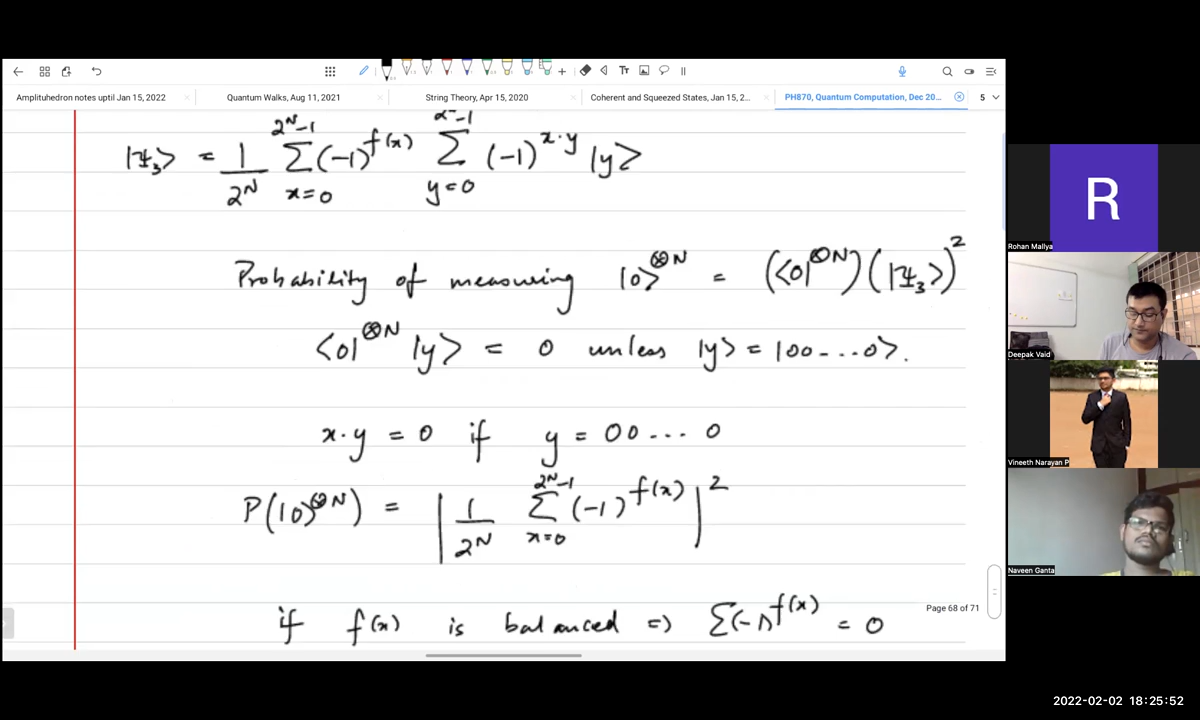 Amplituhedron notes uptil Jan 15, 2022
Quantum Walks, Aug 11, 2021
String Theory, Apr 15, 2020
Coherent and Squeezed States, Jan 15, 2...
PH870, Quantum Computation, Dec 20...
5
|Ψ₃> = 1/2^N Σ_{x=0}^{2^N-1} (-1)^{f(x)} Σ_{y=0}^{2^N-1} (-1)^{x·y} |y>
Probability of measuring |0>^{⊗N} = (<0|^{⊗N})(|Ψ₃>)^2
<0|^{⊗N} |y> = 0 unless |y> = |00---0>.
x·y = 0 if y = 00...0
P(|0>^{⊗N}) = |1/2^N Σ_{x=0}^{2^N-1} (-1)^{f(x)}|^2
if f(x) is balanced => Σ(-1)^{f(x)} = 0
Page 68 of 71
R
Rohan Mallya
Deepak Vaid
Vineeth Narayan P
Naveen Ganta
2022-02-02 18:25:52